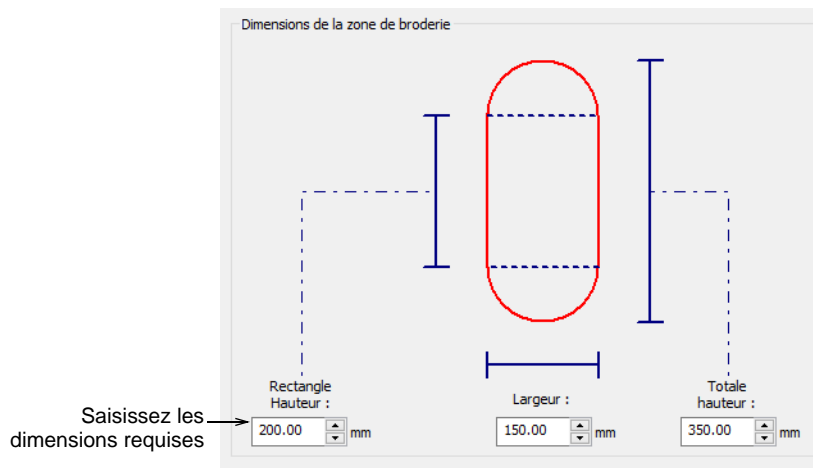 Dimensions de la zone de broderie
Rectangle
Hauteur :
200.00 mm
Largeur :
150.00 mm
Totale
hauteur :
350.00 mm
Saisissez les
dimensions requises